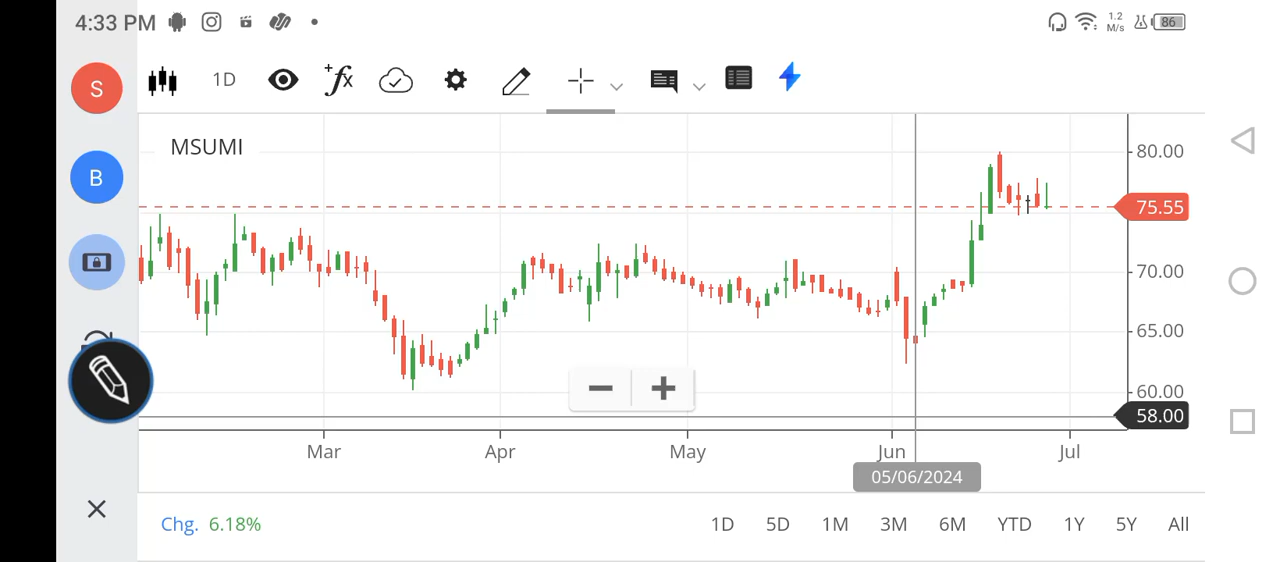 4:33 PM
1.2
M/s
86
S
1D
fx
MSUMI
B
80.00
75.55
70.00
65.00
60.00
58.00
Mar Apr May Jun Jul
05/06/2024
Chg. 6.18%
1D 5D 1M 3M 6M YTD 1Y 5Y All